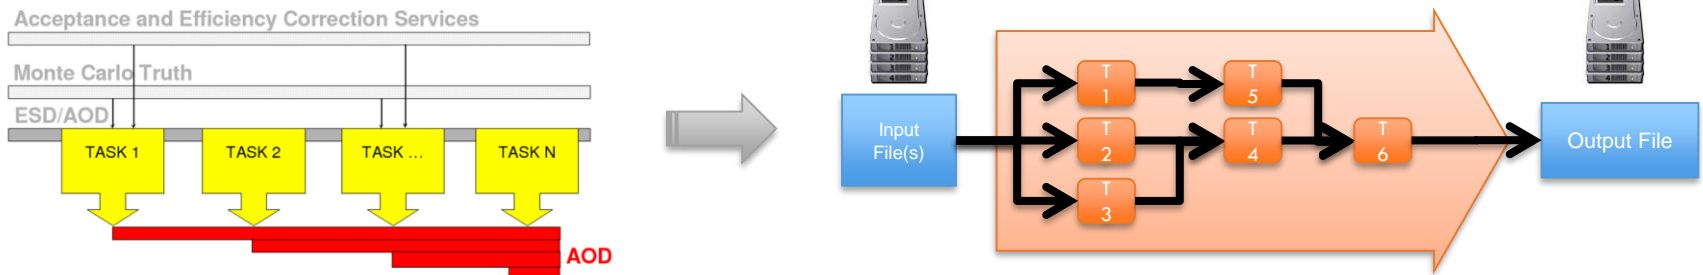 Acceptance and Efficiency Correction Services
Monte Carlo Truth
ESD/AOD
TASK 1
TASK 2
TASK ...
TASK N
AOD
Input
File(s)
T
1
T
5
T
2
T
4
T
6
T
3
Output File